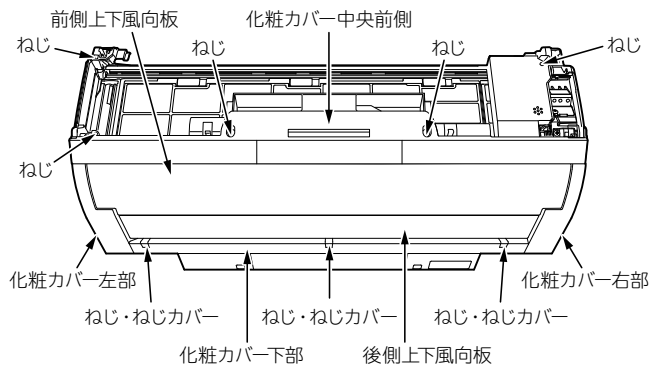 前側上下風向板
化粧カバー中央前側
ねじ
ねじ
ねじ
ねじ
ねじ
化粧カバー左部
化粧カバー右部
ねじ・ねじカバー
ねじ・ねじカバー
ねじ・ねじカバー
化粧カバー下部
後側上下風向板